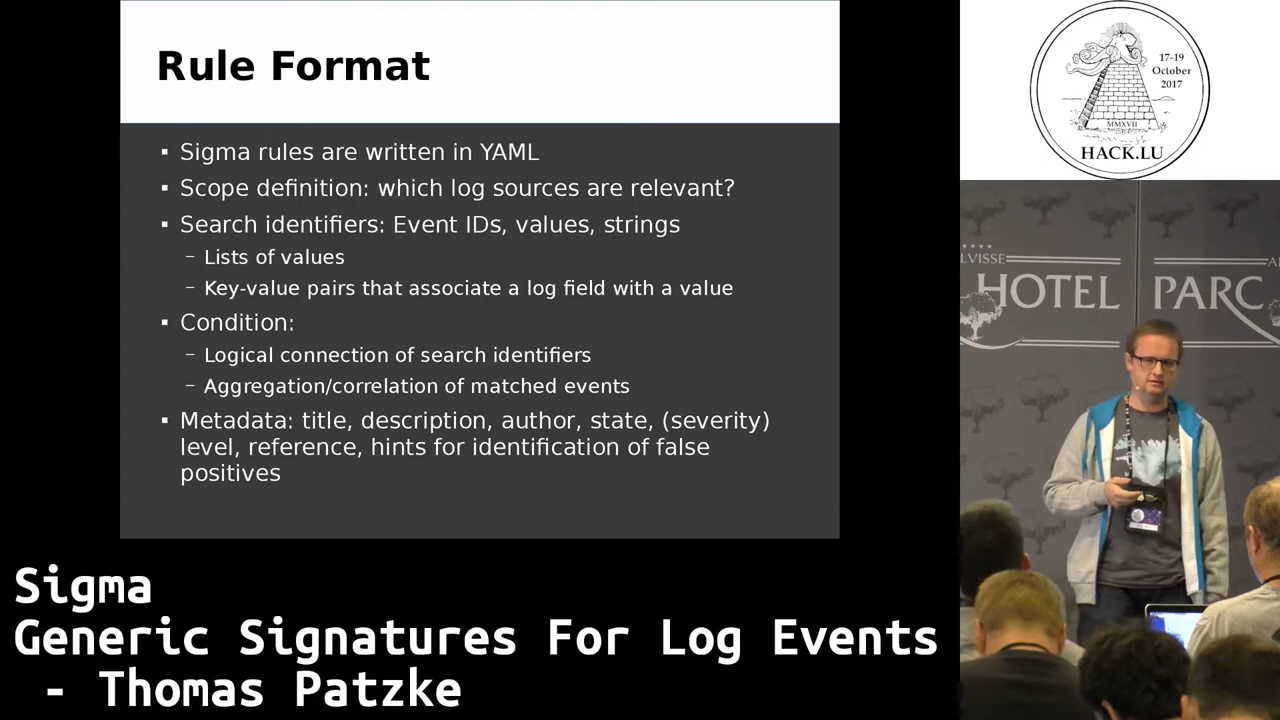 Rule Format
▪ Sigma rules are written in YAML
▪ Scope definition: which log sources are relevant?
▪ Search identifiers: Event IDs, values, strings
– Lists of values
– Key-value pairs that associate a log field with a value
▪ Condition:
– Logical connection of search identifiers
– Aggregation/correlation of matched events
▪ Metadata: title, description, author, state, (severity)
level, reference, hints for identification of false
positives
Sigma
Generic Signatures For Log Events
- Thomas Patzke
17-19
October
2017
MMXVII
HACK.LU
LVISSE
HOTEL PARC